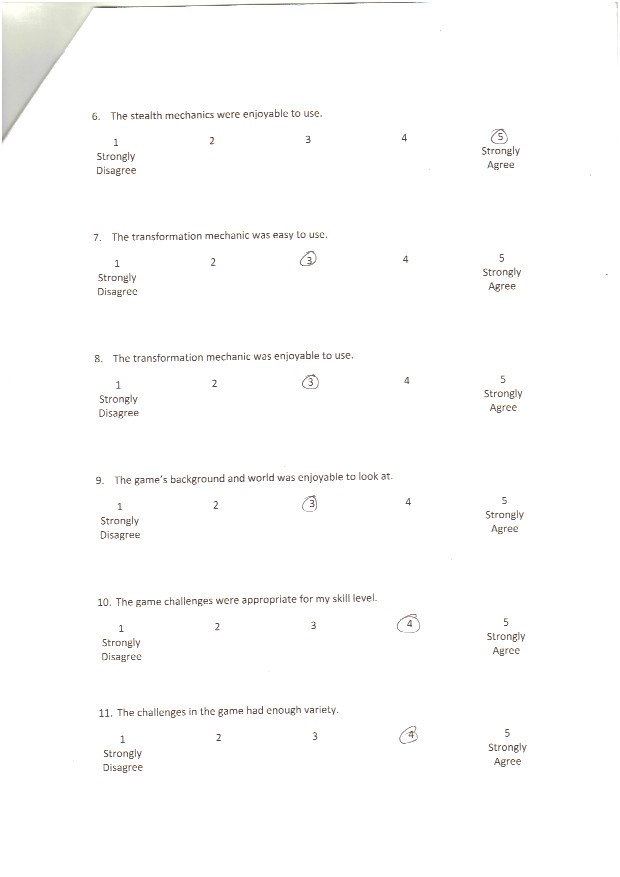 6. The stealth mechanics were enjoyable to use.
1 2 3 4 5
Strongly Disagree Strongly Agree
7. The transformation mechanic was easy to use.
1 2 3 4 5
Strongly Disagree Strongly Agree
8. The transformation mechanic was enjoyable to use.
1 2 3 4 5
Strongly Disagree Strongly Agree
9. The game's background and world was enjoyable to look at.
1 2 3 4 5
Strongly Disagree Strongly Agree
10. The game challenges were appropriate for my skill level.
1 2 3 4 5
Strongly Disagree Strongly Agree
11. The challenges in the game had enough variety.
1 2 3 4 5
Strongly Disagree Strongly Agree